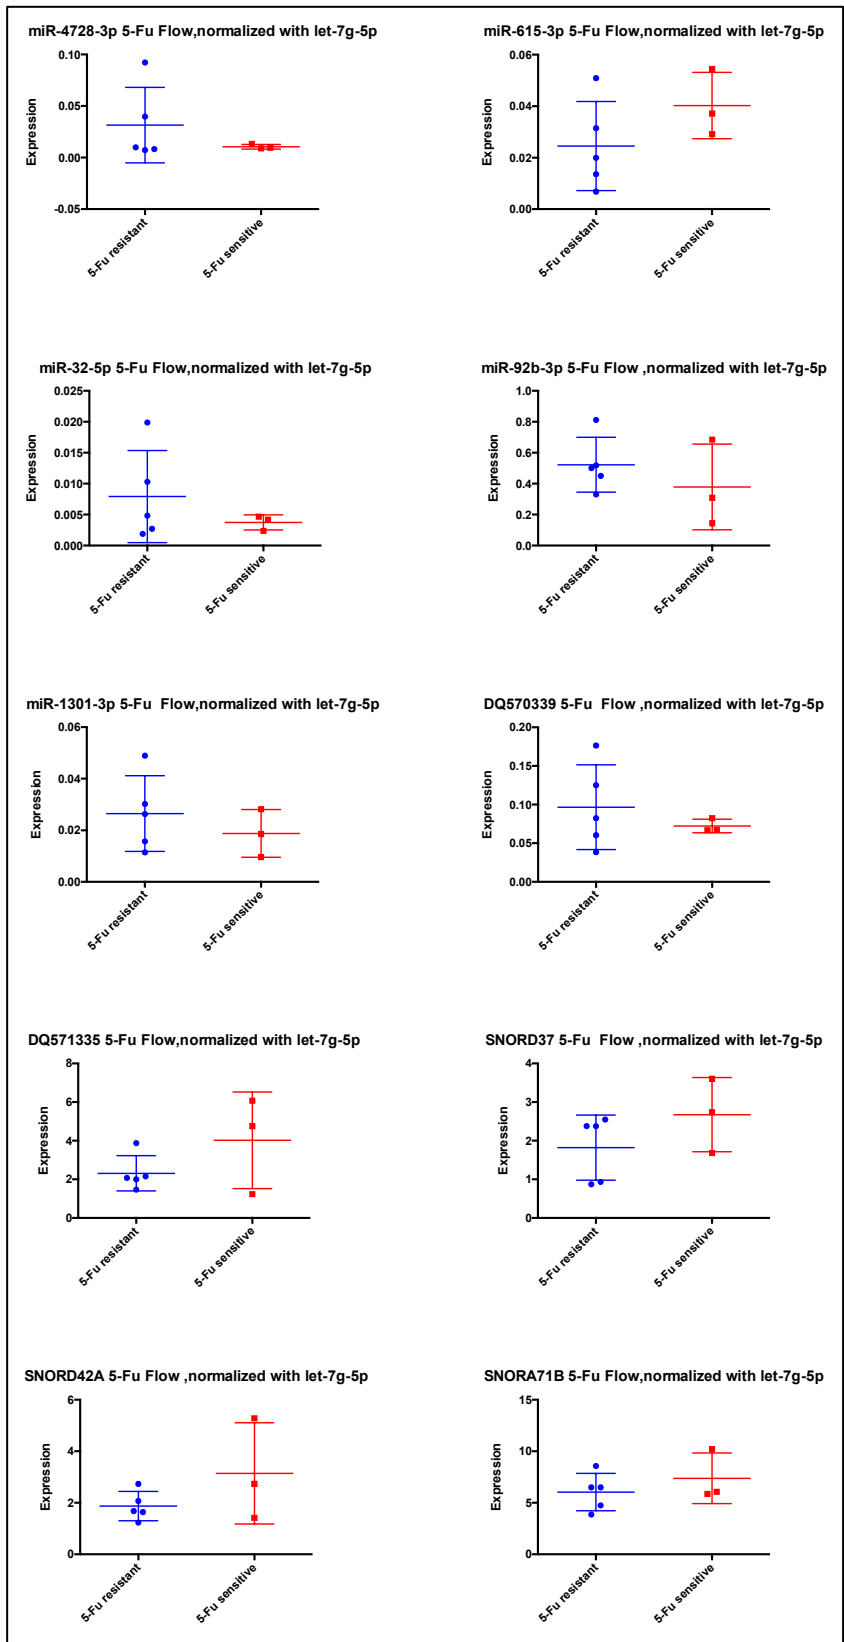 miR-4728-3p 5-Fu Flow,normalized with let-7g-5p
Expression
0.10
0.05
0.00
-0.05
5-Fu resistant
5-Fu sensitive
miR-615-3p 5-Fu Flow,normalized with let-7g-5p
Expression
0.06
0.04
0.02
0.00
5-Fu resistant
5-Fu sensitive
miR-32-5p 5-Fu Flow,normalized with let-7g-5p
Expression
0.025
0.020
0.015
0.010
0.005
0.000
5-Fu resistant
5-Fu sensitive
miR-92b-3p 5-Fu Flow ,normalized with let-7g-5p
Expression
1.0
0.8
0.6
0.4
0.2
0.0
5-Fu resistant
5-Fu sensitive
miR-1301-3p 5-Fu  Flow,normalized with let-7g-5p
Expression
0.06
0.04
0.02
0.00
5-Fu resistant
5-Fu sensitive
DQ570339 5-Fu  Flow ,normalized with let-7g-5p
Expression
0.20
0.15
0.10
0.05
0.00
5-Fu resistant
5-Fu sensitive
DQ571335 5-Fu Flow,normalized with let-7g-5p
Expression
8
6
4
2
0
5-Fu resistant
5-Fu sensitive
SNORD37 5-Fu  Flow ,normalized with let-7g-5p
Expression
4
3
2
1
0
5-Fu resistant
5-Fu sensitive
SNORD42A 5-Fu Flow ,normalized with let-7g-5p
Expression
6
4
2
0
5-Fu resistant
5-Fu sensitive
SNORA71B 5-Fu Flow,normalized with let-7g-5p
Expression
15
10
5
0
5-Fu resistant
5-Fu sensitive